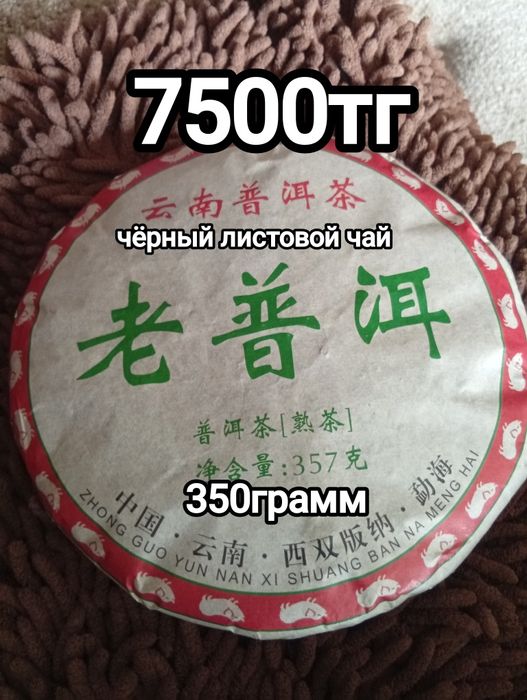 7500тг
云南普洱茶
чёрный листовой чай
老普洱
普洱茶[熟茶]
净含量:357克
350грамм
中国·云南·西双版纳·勐海
ZHONG GUO YUN NAN XI SHUANG BAN NA MENG HAI